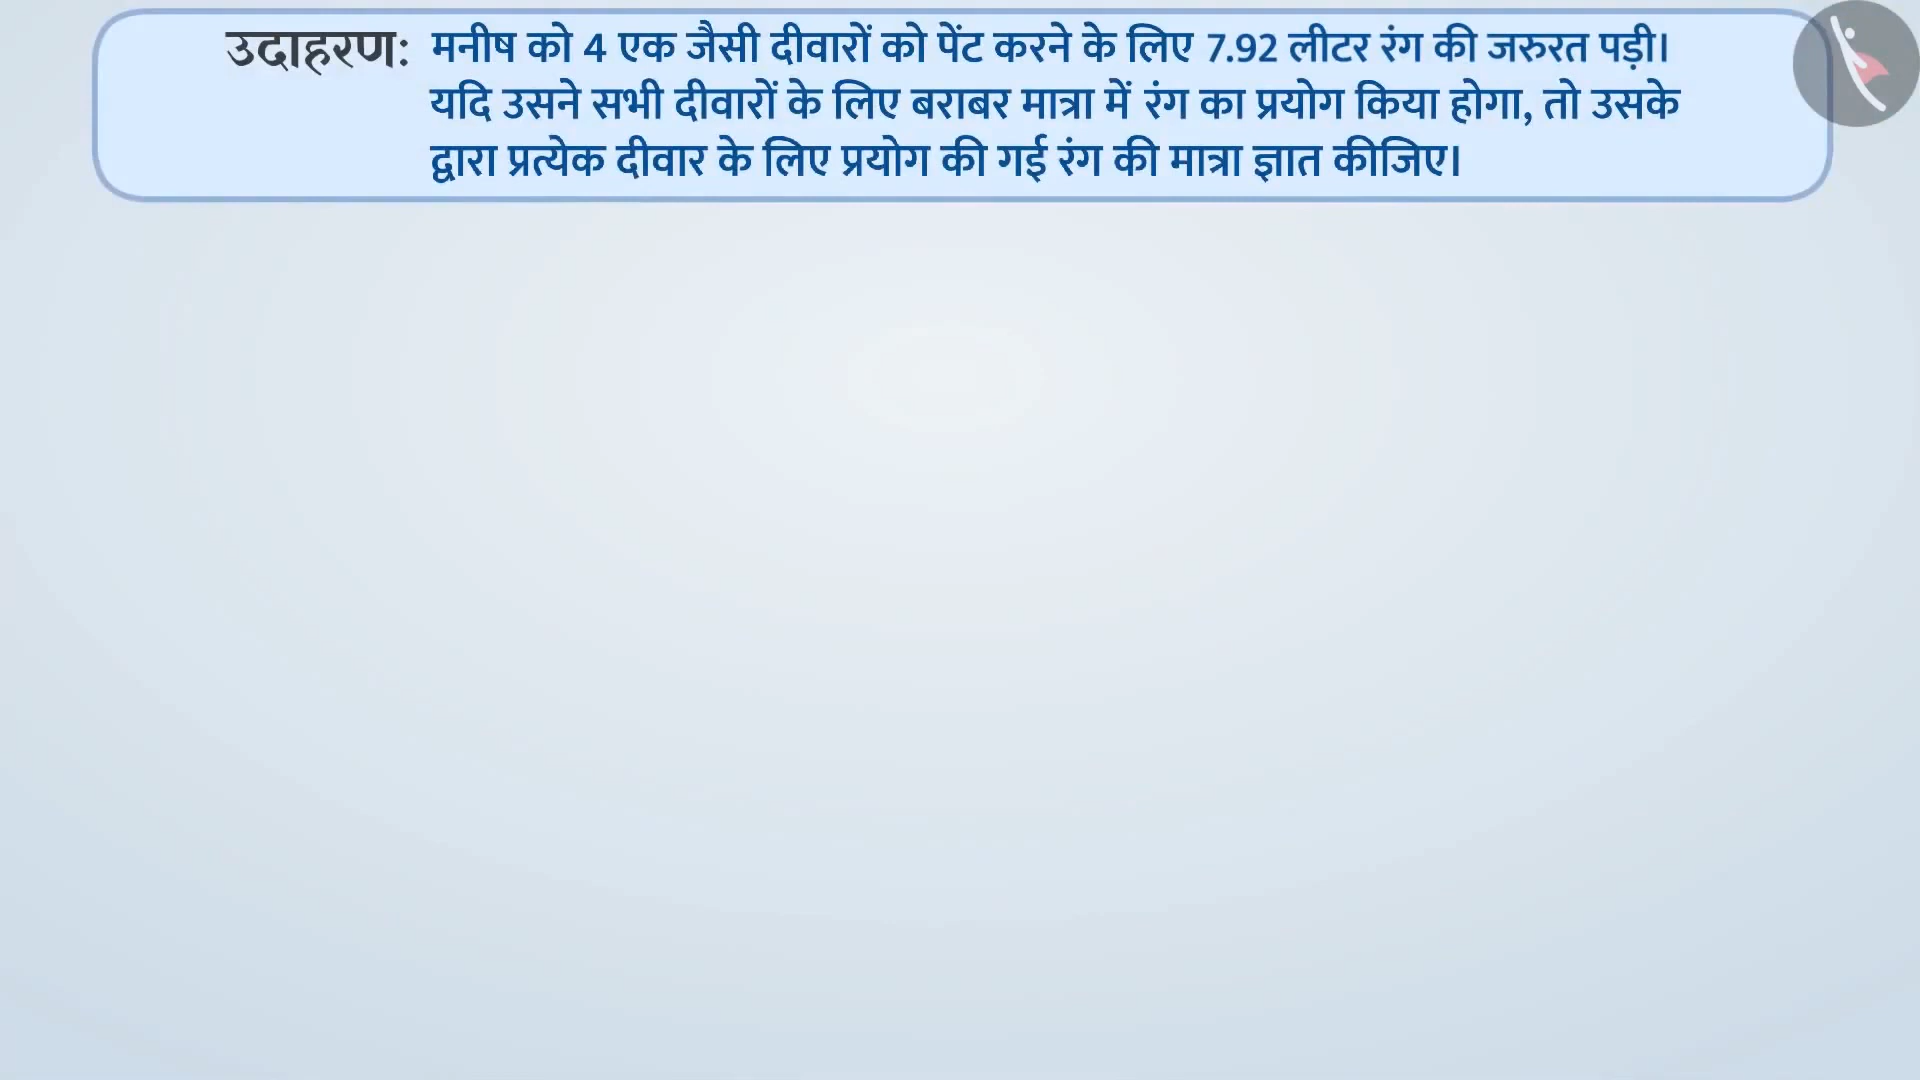 उदाहरण: मनीष को 4 एक जैसी दीवारों को पेंट करने के लिए 7.92 लीटर रंग की जरुरत पड़ी।
यदि उसने सभी दीवारों के लिए बराबर मात्रा में रंग का प्रयोग किया होगा, तो उसके
द्वारा प्रत्येक दीवार के लिए प्रयोग की गई रंग की मात्रा ज्ञात कीजिए।